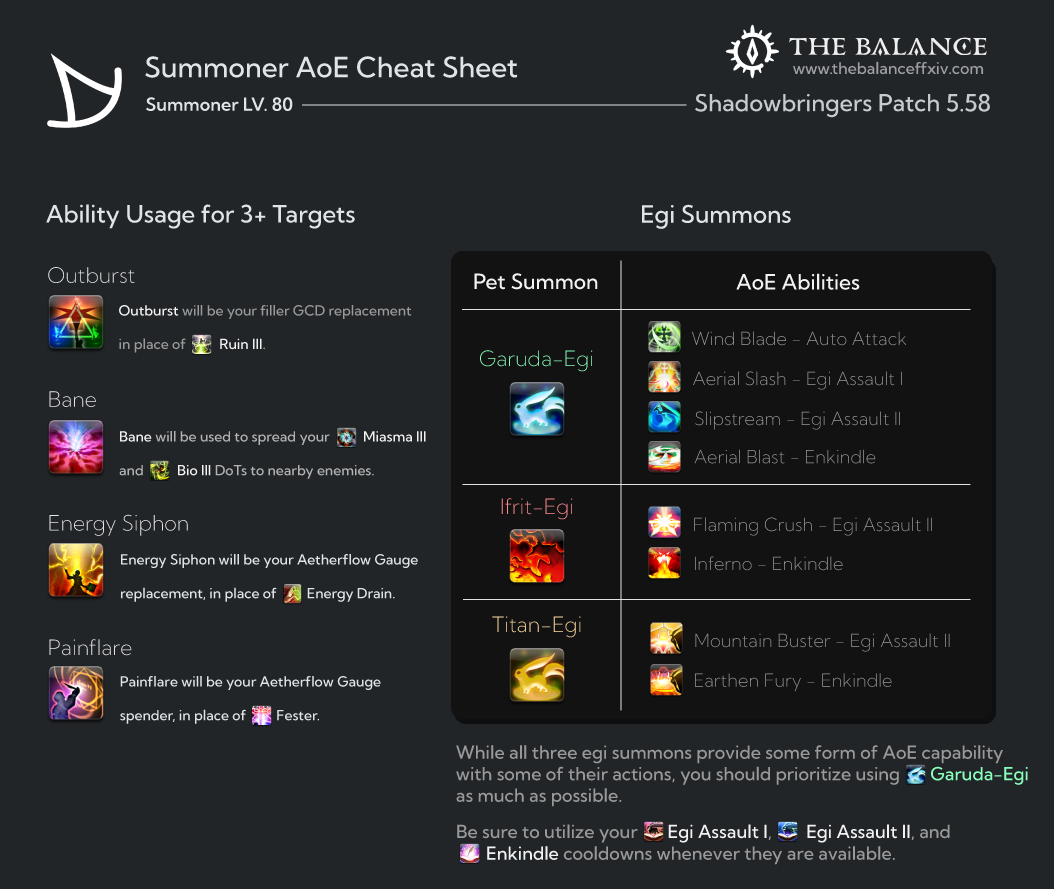 Summoner AoE Cheat Sheet
Summoner LV. 80
THE BALANCE
www.thebalanceffxiv.com
Shadowbringers Patch 5.58
Ability Usage for 3+ Targets
Outburst
Outburst will be your filler GCD replacement
in place of Ruin III.
Bane
Bane will be used to spread your Miasma III
and Bio III DoTs to nearby enemies.
Energy Siphon
Energy Siphon will be your Aetherflow Gauge
replacement, in place of Energy Drain.
Painflare
Painflare will be your Aetherflow Gauge
spender, in place of Fester.
Egi Summons
Pet Summon
AoE Abilities
Garuda-Egi
Wind Blade - Auto Attack
Aerial Slash - Egi Assault I
Slipstream - Egi Assault II
Aerial Blast - Enkindle
Ifrit-Egi
Flaming Crush - Egi Assault II
Inferno - Enkindle
Titan-Egi
Mountain Buster - Egi Assault II
Earthen Fury - Enkindle
While all three egi summons provide some form of AoE capability
with some of their actions, you should prioritize using Garuda-Egi
as much as possible.
Be sure to utilize your Egi Assault I, Egi Assault II, and
Enkindle cooldowns whenever they are available.